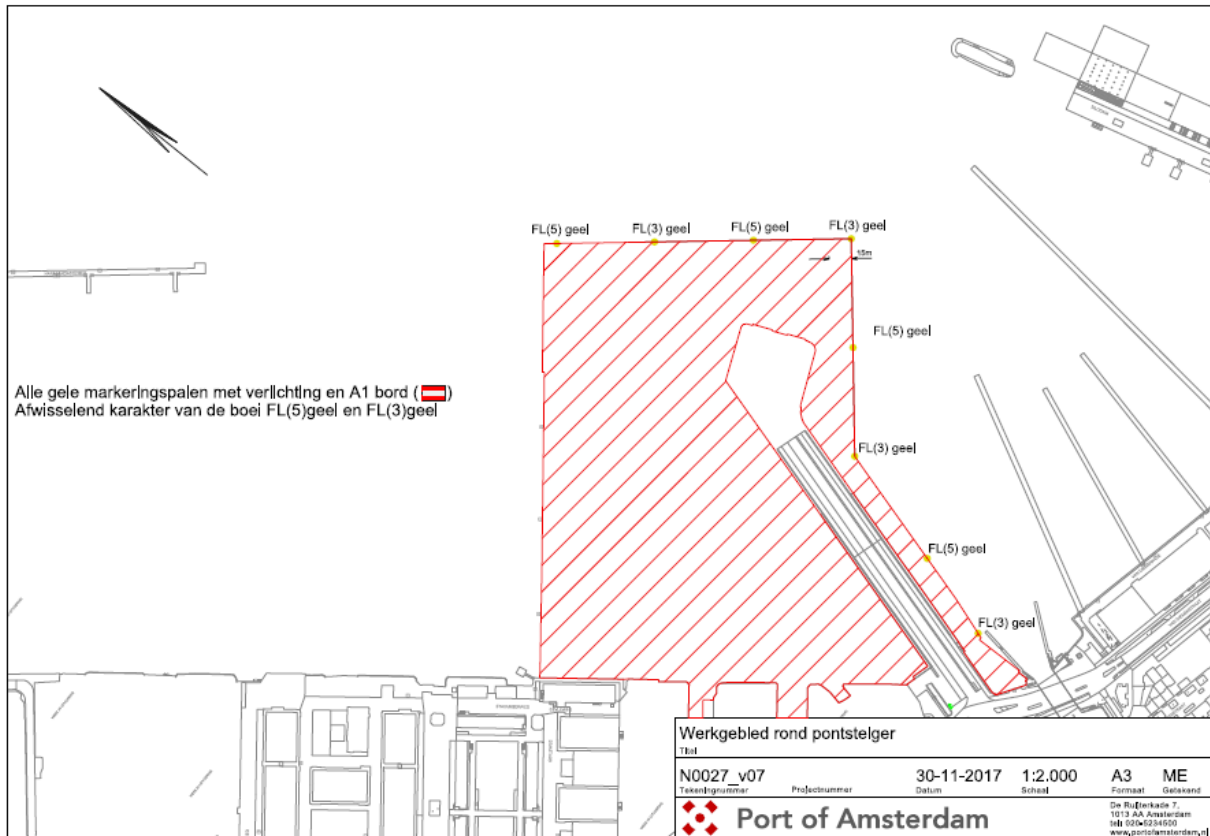 FL(5) geel
FL(3) geel
FL(5) geel
FL(3) geel
15m
FL(5) geel
Alle gele markeringspalen met verlichting en A1 bord ( )
Afwisselend karakter van de boei FL(5)geel en FL(3)geel
FL(3) geel
FL(5) geel
FL(3) geel
Werkgebied rond pontsteiger
Titel
N0027_v07 30-11-2017 1:2.000 A3 ME
Tekeningnummer Projectnummer Datum Schaal Formaat Getekend
Port of Amsterdam
De Ruijterkade 7,
1013 AA Amsterdam
tel: 020-5234500
www.portofamsterdam.nl